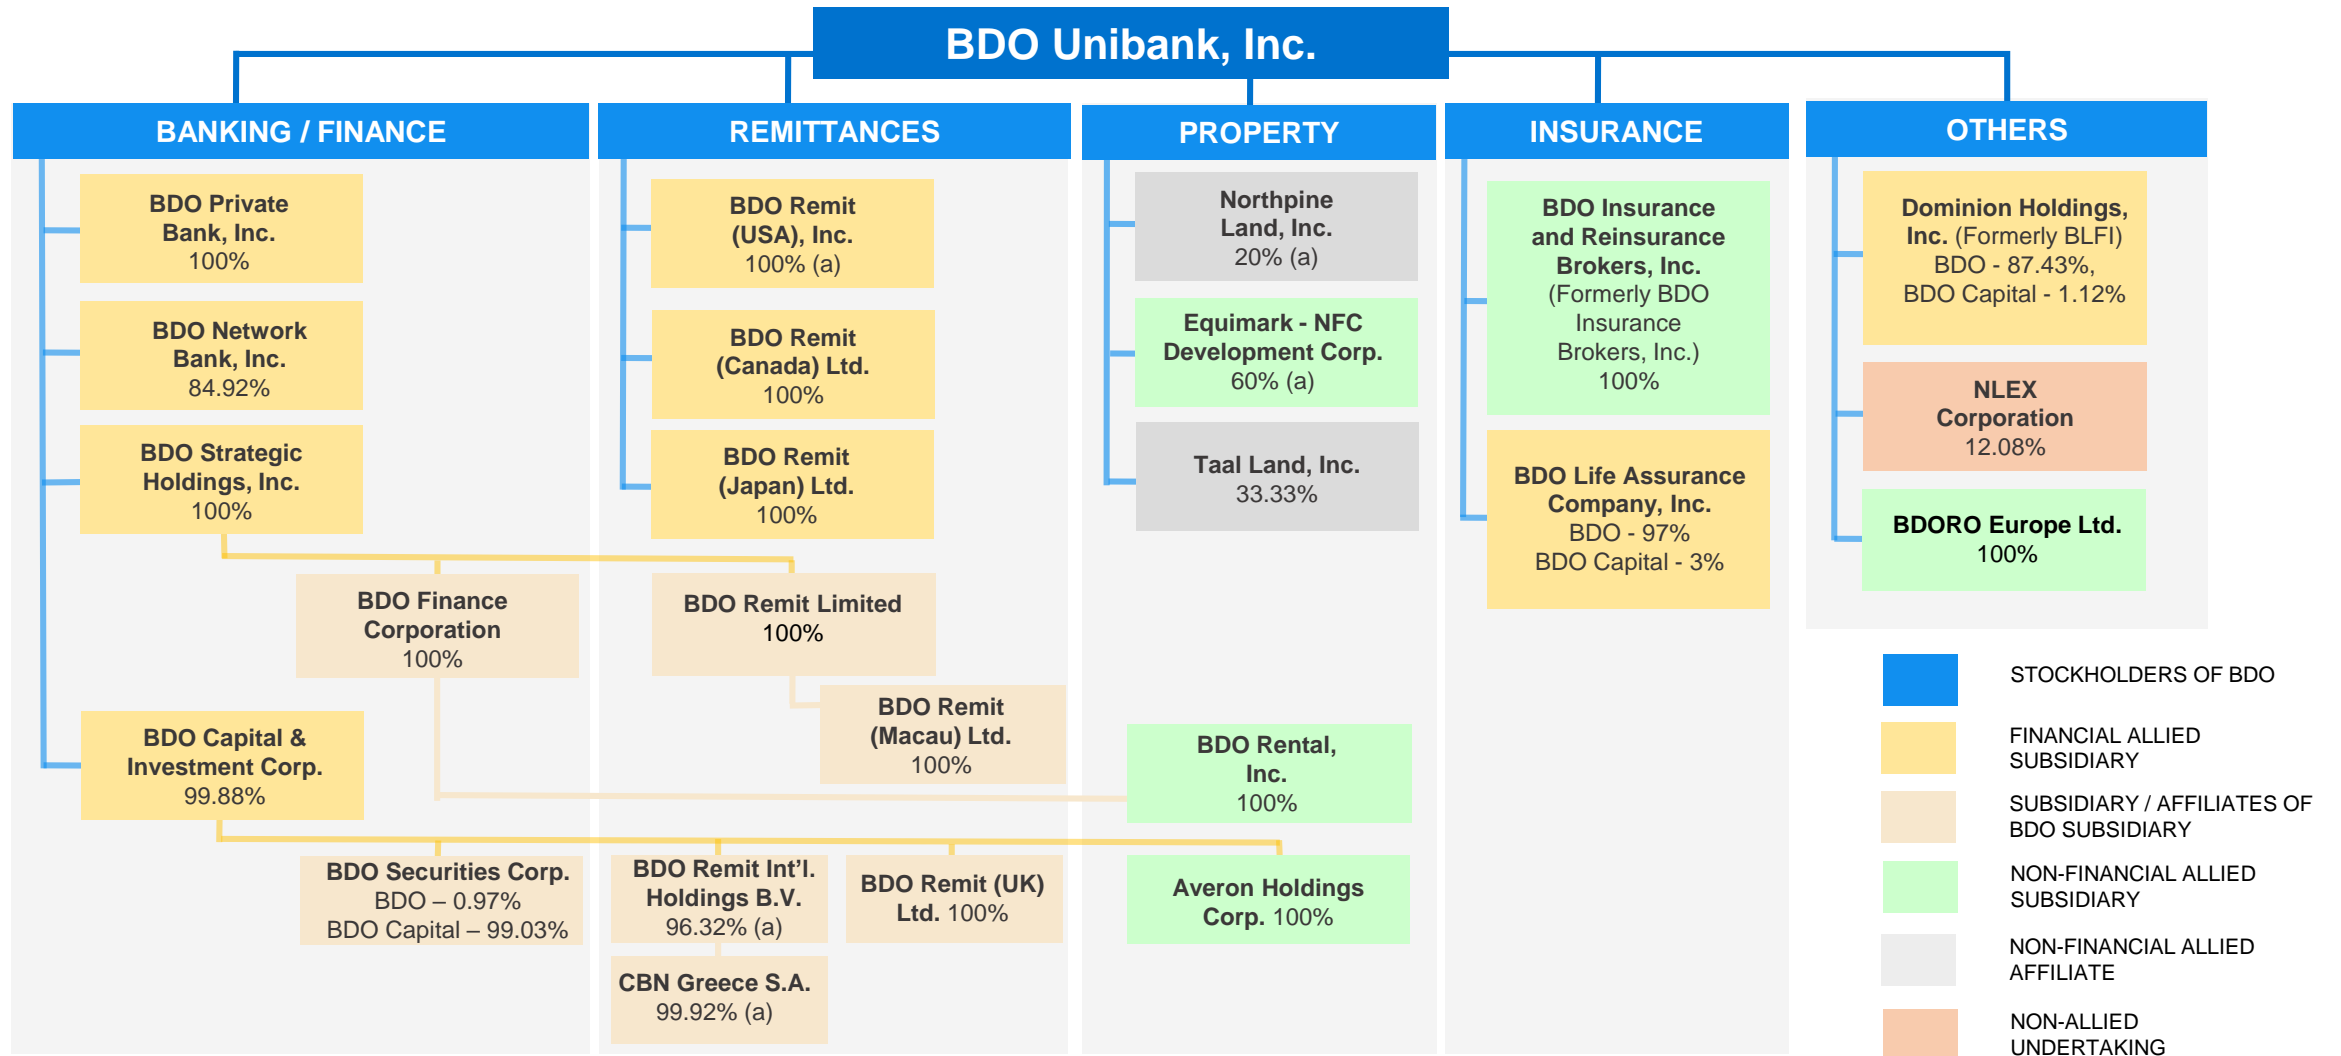 BDO Unibank, Inc.
BANKING / FINANCE
BDO Private
Bank, Inc.
100%
BDO Network
Bank, Inc.
84.92%
BDO Strategic
Holdings, Inc.
100%
BDO Finance
Corporation
100%
BDO Capital &
Investment Corp.
99.88%
BDO Securities Corp.
BDO – 0.97%
BDO Capital – 99.03%
REMITTANCES
BDO Remit
(USA), Inc.
100% (a)
BDO Remit
(Canada) Ltd.
100%
BDO Remit
(Japan) Ltd.
100%
BDO Remit Limited
100%
BDO Remit
(Macau) Ltd.
100%
BDO Remit Int'l.
Holdings B.V.
96.32% (a)
BDO Remit (UK)
Ltd. 100%
CBN Greece S.A.
99.92% (a)
PROPERTY
Northpine
Land, Inc.
20% (a)
Equimark - NFC
Development Corp.
60% (a)
Taal Land, Inc.
33.33%
BDO Rental,
Inc.
100%
Averon Holdings
Corp. 100%
INSURANCE
BDO Insurance
and Reinsurance
Brokers, Inc.
(Formerly BDO
Insurance
Brokers, Inc.)
100%
BDO Life Assurance
Company, Inc.
BDO - 97%
BDO Capital - 3%
OTHERS
Dominion Holdings,
Inc. (Formerly BLFI)
BDO - 87.43%,
BDO Capital - 1.12%
NLEX
Corporation
12.08%
BDORO Europe Ltd.
100%
STOCKHOLDERS OF BDO
FINANCIAL ALLIED
SUBSIDIARY
SUBSIDIARY / AFFILIATES OF
BDO SUBSIDIARY
NON-FINANCIAL ALLIED
SUBSIDIARY
NON-FINANCIAL ALLIED
AFFILIATE
NON-ALLIED
UNDERTAKING